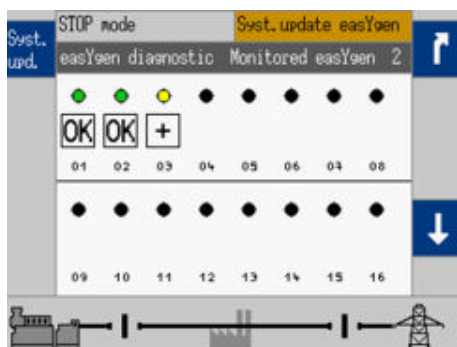 STOP mode Syst. update easYgen
Syst.
upd.
easYgen diagnostic Monitored easYgen 2
OK OK +
01 02 03 04 05 06 07 08
09 10 11 12 13 14 15 16